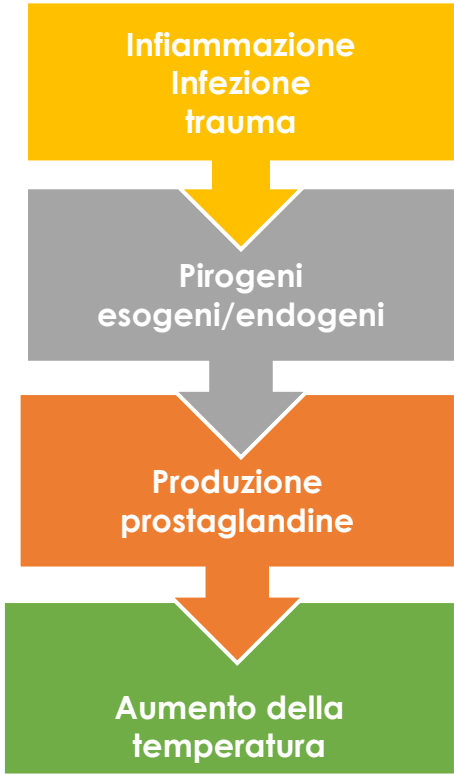 Infiammazione
Infezione
trauma
Pirogeni
esogeni/endogeni
Produzione
prostaglandine
Aumento della
temperatura